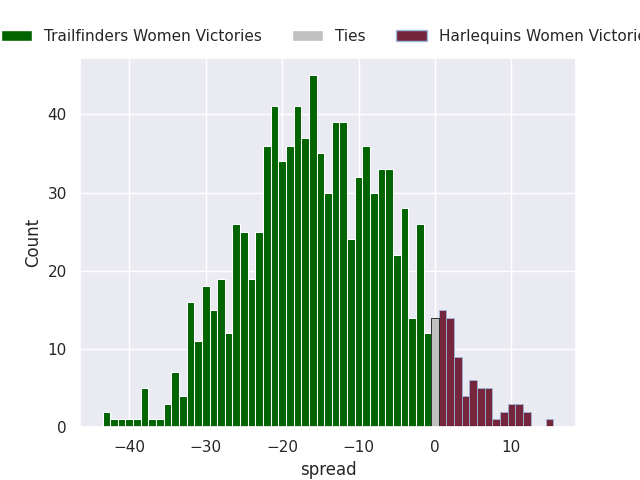 Trailfinders Women Victories Ties Harlequins Women Victorie
Count
40
30
20
10
0
−40 −30 −20 −10 0 10
spread